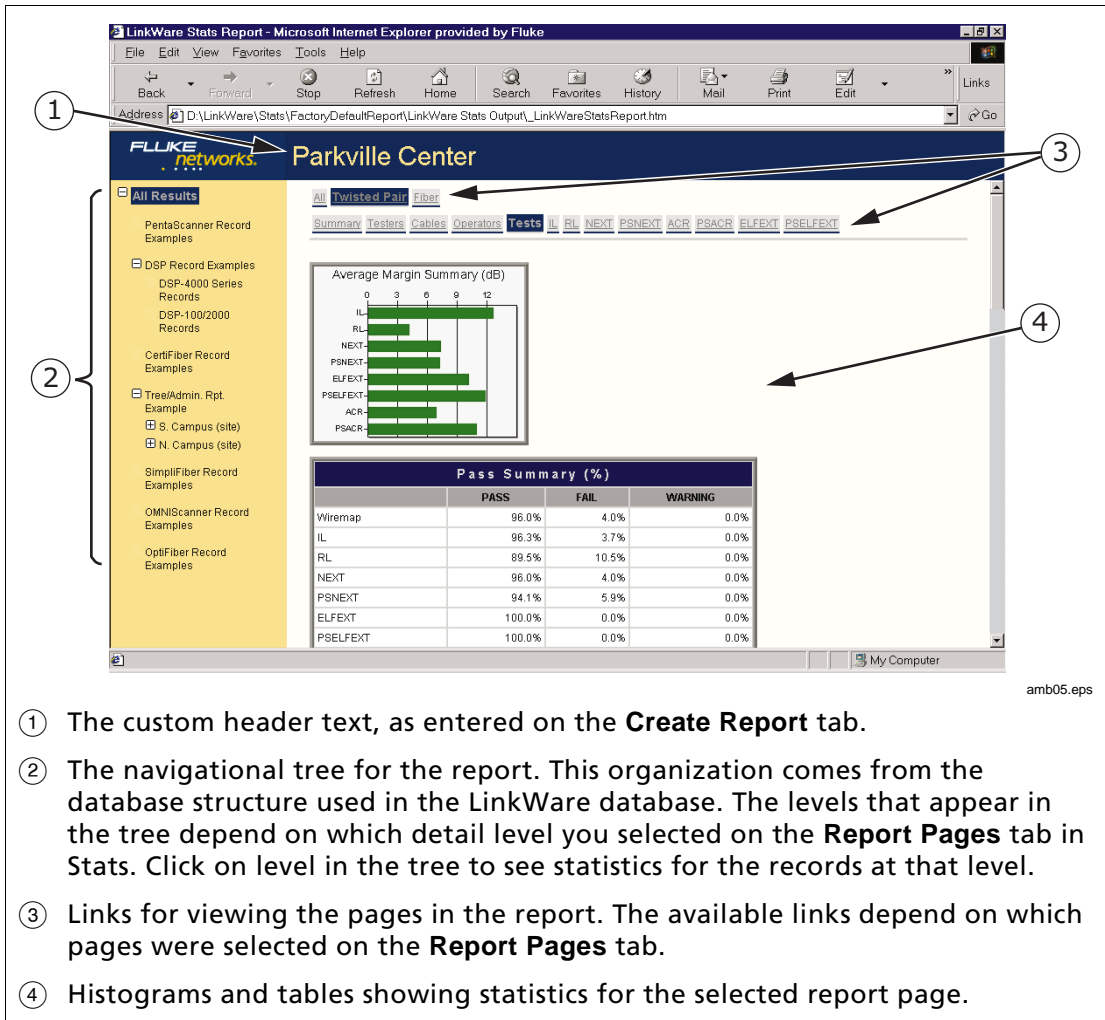 LinkWare Stats Report - Microsoft Internet Explorer provided by Fluke
File Edit View Favorites Tools Help
Back Forward Stop Refresh Home Search Favorites History Mail Print Edit » Links
Address D:\LinkWare\Stats\FactoryDefaultReport\LinkWare Stats Output\_LinkWareStatsReport.htm Go
1
FLUKE networks. Parkville Center
3
All Results
PentaScanner Record
Examples
DSP Record Examples
DSP-4000 Series
Records
DSP-100/2000
Records
CertiFiber Record
Examples
Tree/Admin. Rpt.
Example
S. Campus (site)
N. Campus (site)
SimpliFiber Record
Examples
OMNIScanner Record
Examples
OptiFiber Record
Examples
2
All Twisted Pair Fiber
Summary Testers Cables Operators Tests IL RL NEXT PSNEXT ACR PSACR ELFEXT PSELFEXT
Average Margin Summary (dB)
0 3 6 9 12
IL
RL
NEXT
PSNEXT
ELFEXT
PSELFEXT
ACR
PSACR
4
Pass Summary (%)
PASS FAIL WARNING
Wiremap 96.0% 4.0% 0.0%
IL 96.3% 3.7% 0.0%
RL 89.5% 10.5% 0.0%
NEXT 96.0% 4.0% 0.0%
PSNEXT 94.1% 5.9% 0.0%
ELFEXT 100.0% 0.0% 0.0%
PSELFEXT 100.0% 0.0% 0.0%
My Computer
amb05.eps
1 The custom header text, as entered on the Create Report tab.
2 The navigational tree for the report. This organization comes from the
database structure used in the LinkWare database. The levels that appear in
the tree depend on which detail level you selected on the Report Pages tab in
Stats. Click on level in the tree to see statistics for the records at that level.
3 Links for viewing the pages in the report. The available links depend on which
pages were selected on the Report Pages tab.
4 Histograms and tables showing statistics for the selected report page.